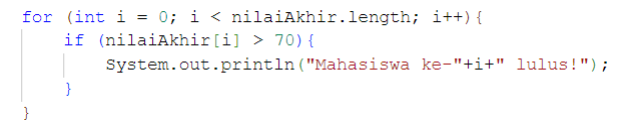 for (int i = 0; i < nilaiAkhir.length; i++){
    if (nilaiAkhir[i] > 70){
        System.out.println("Mahasiswa ke-"+i+" lulus!");
    }
}